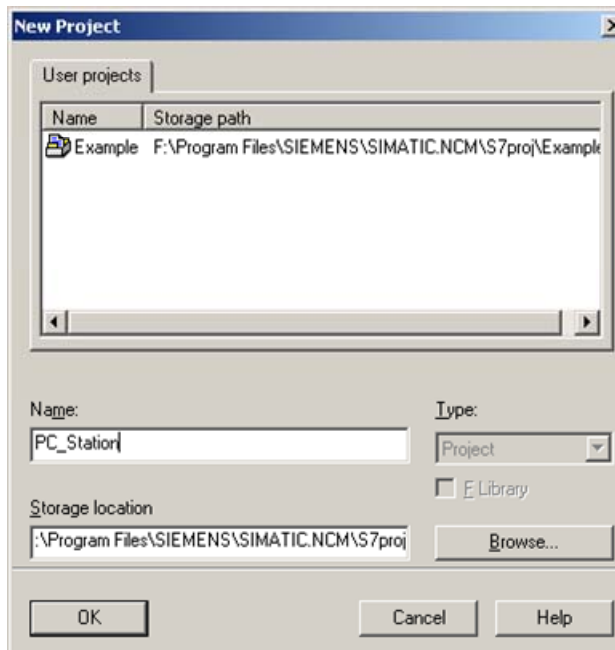 New Project
User projects
Name Storage path
Example F:\Program Files\SIEMENS\SIMATIC.NCM\S7proj\Example
Name:
Type:
PC_Station
Project
F Library
Storage location
:\Program Files\SIEMENS\SIMATIC.NCM\S7proj
Browse...
OK
Cancel
Help